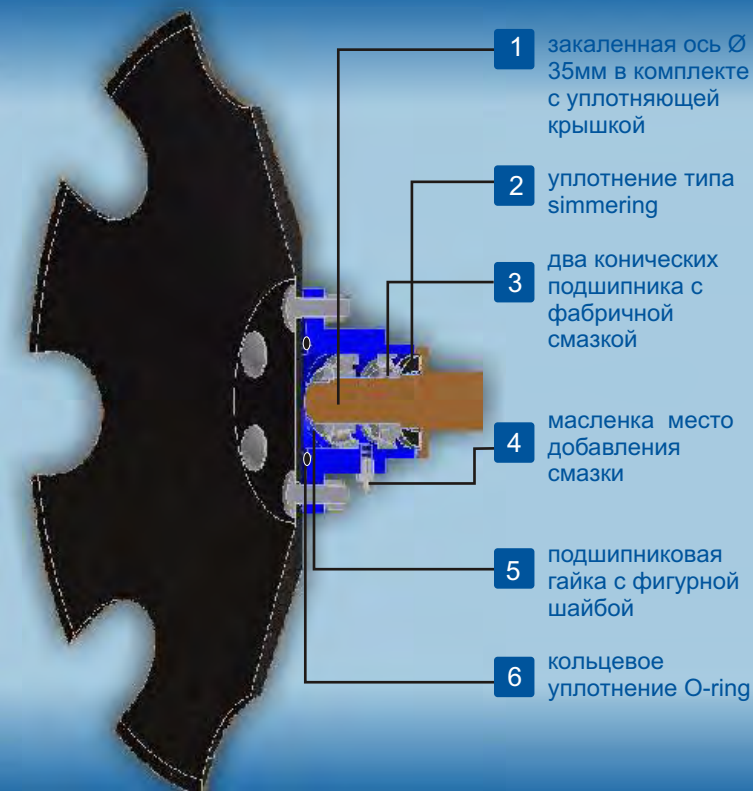 1
закаленная ось Ø
35мм в комплекте
с уплотняющей
крышкой
2
уплотнение типа
simmering
3
два конических
подшипника с
фабричной
смазкой
4
масленка место
добавления
смазки
5
подшипниковая
гайка с фигурной
шайбой
6
кольцевое
уплотнение O-ring